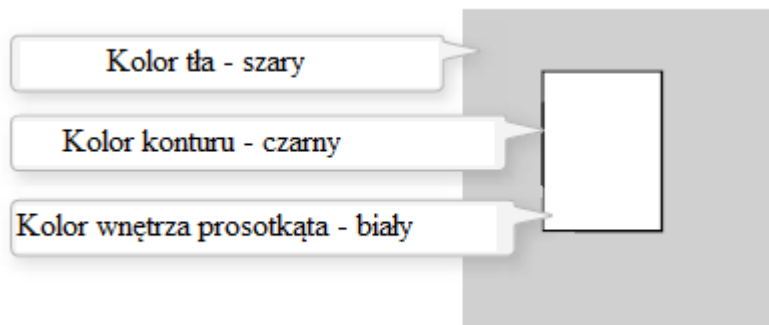 Kolor tła - szary
Kolor konturu - czarny
Kolor wnętrza prosotkąta - biały